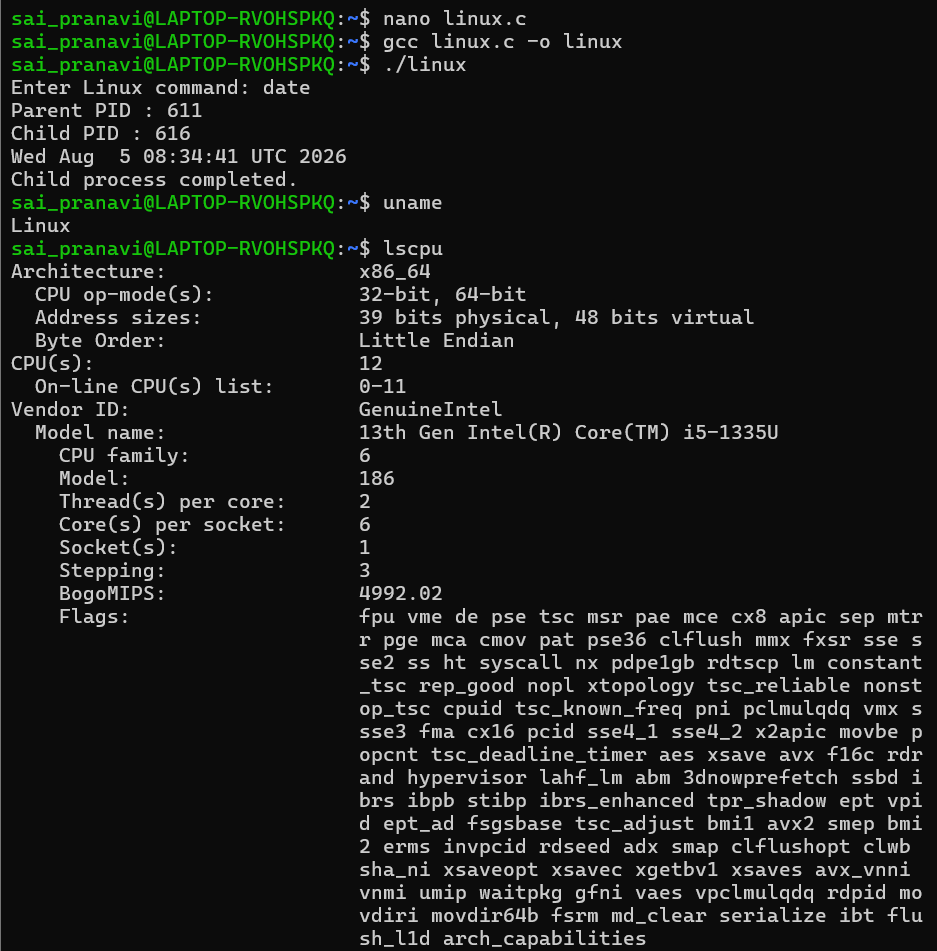 sai_pranavi@LAPTOP-RVOHSPKQ:~$ nano linux.c
sai_pranavi@LAPTOP-RVOHSPKQ:~$ gcc linux.c -o linux
sai_pranavi@LAPTOP-RVOHSPKQ:~$ ./linux
Enter Linux command: date
Parent PID : 611
Child PID : 616
Wed Aug  5 08:34:41 UTC 2026
Child process completed.
sai_pranavi@LAPTOP-RVOHSPKQ:~$ uname
Linux
sai_pranavi@LAPTOP-RVOHSPKQ:~$ lscpu
Architecture:                x86_64
  CPU op-mode(s):            32-bit, 64-bit
  Address sizes:             39 bits physical, 48 bits virtual
  Byte Order:                Little Endian
CPU(s):                      12
  On-line CPU(s) list:       0-11
Vendor ID:                   GenuineIntel
  Model name:                13th Gen Intel(R) Core(TM) i5-1335U
    CPU family:              6
    Model:                   186
    Thread(s) per core:      2
    Core(s) per socket:      6
    Socket(s):               1
    Stepping:                3
    BogoMIPS:                4992.02
    Flags:                   fpu vme de pse tsc msr pae mce cx8 apic sep mtr
                             r pge mca cmov pat pse36 clflush mmx fxsr sse s
                             se2 ss ht syscall nx pdpe1gb rdtscp lm constant
                             _tsc rep_good nopl xtopology tsc_reliable nonst
                             op_tsc cpuid tsc_known_freq pni pclmulqdq vmx s
                             sse3 fma cx16 pcid sse4_1 sse4_2 x2apic movbe p
                             opcnt tsc_deadline_timer aes xsave avx f16c rdr
                             and hypervisor lahf_lm abm 3dnowprefetch ssbd i
                             brs ibpb stibp ibrs_enhanced tpr_shadow ept vpi
                             d ept_ad fsgsbase tsc_adjust bmi1 avx2 smep bmi
                             2 erms invpcid rdseed adx smap clflushopt clwb
                             sha_ni xsaveopt xsavec xgetbv1 xsaves avx_vnni
                             vnmi umip waitpkg gfni vaes vpclmulqdq rdpid mo
                             vdiri movdir64b fsrm md_clear serialize ibt flu
                             sh_l1d arch_capabilities